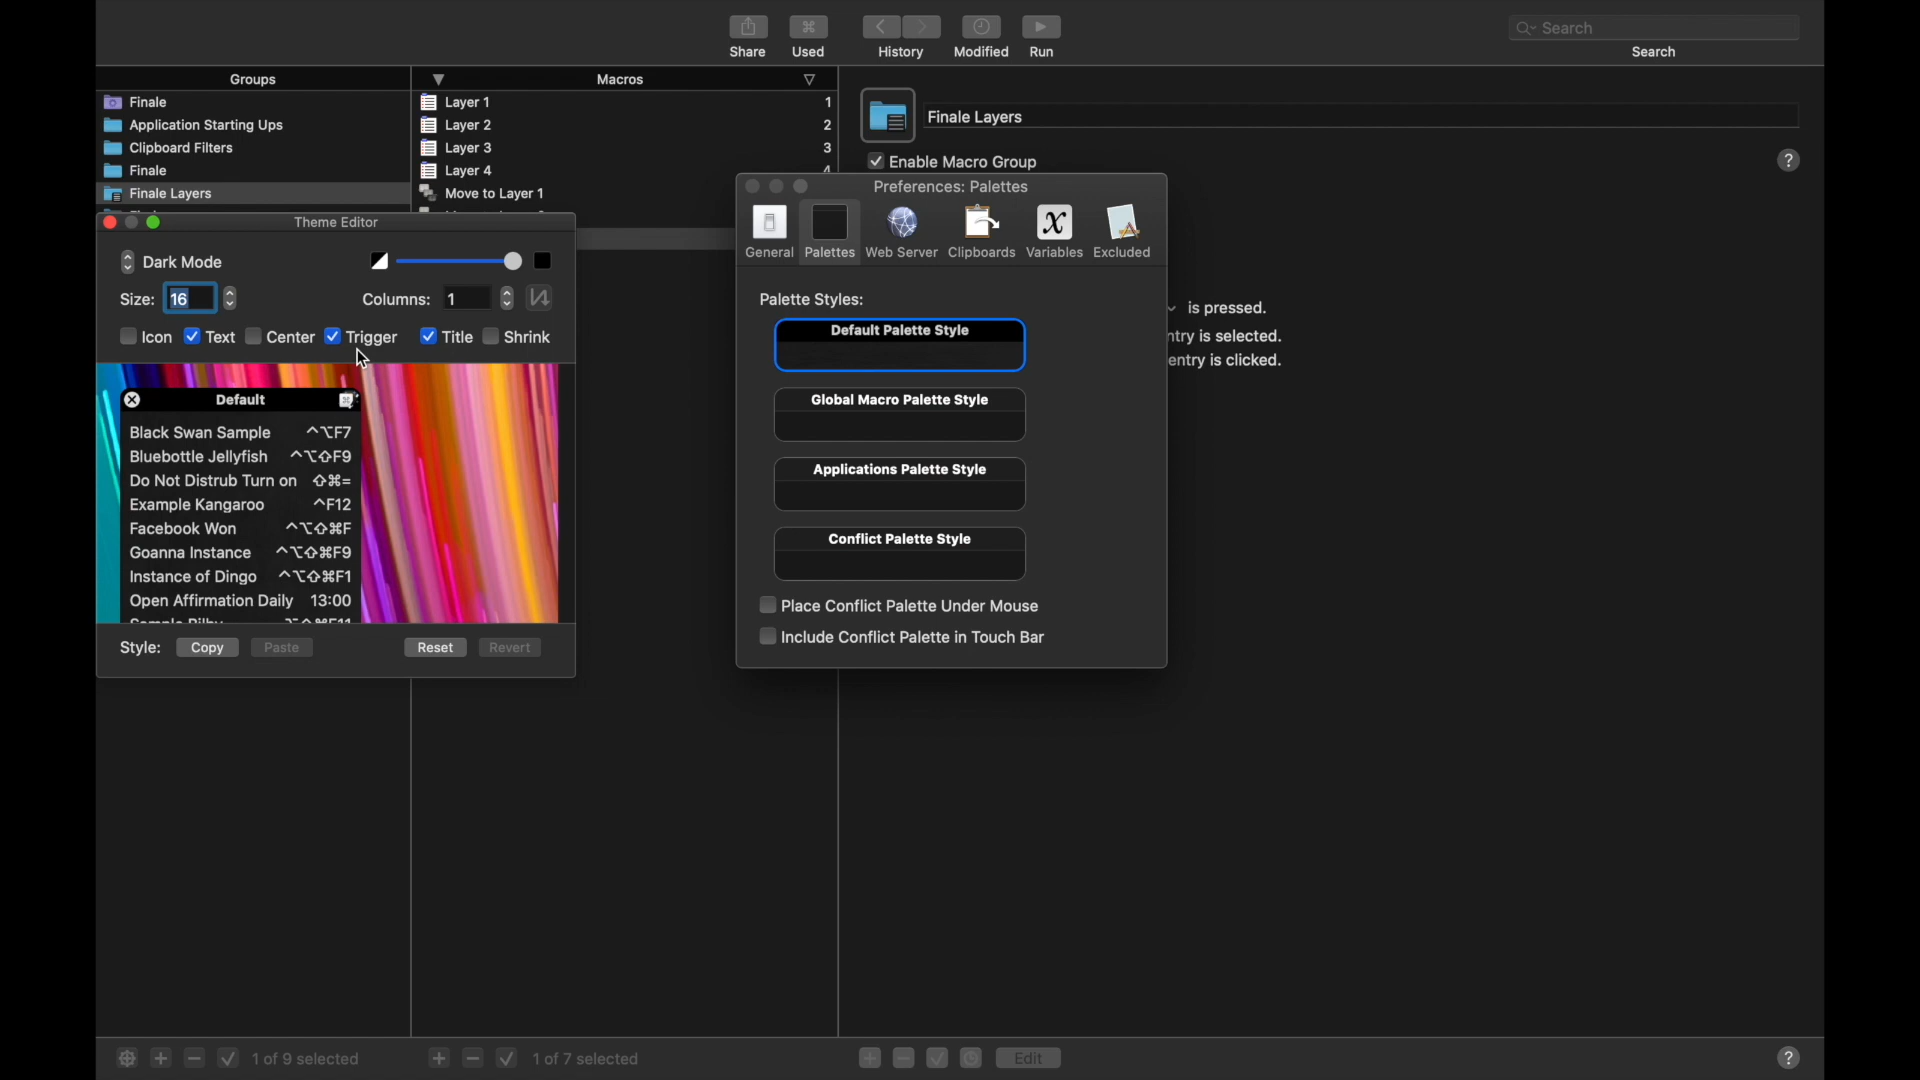 Share Used History Modified Run Search
Search
Groups Macros
Finale
Application Starting Ups
Clipboard Filters
Finale
Finale Layers
Layer 1 1
Layer 2 2
Layer 3 3
Layer 4 4
Move to Layer 1
Finale Layers
Enable Macro Group
?
is pressed.
ntry is selected.
entry is clicked.
Theme Editor
Dark Mode
Size: 16 Columns: 1
Icon Text Center Trigger Title Shrink
Default
Black Swan Sample ^⌥F7
Bluebottle Jellyfish ^⌥⇧F9
Do Not Distrub Turn on ⇧⌘=
Example Kangaroo ^F12
Facebook Won ^⌥⇧⌘F
Goanna Instance ^⌥⇧⌘F9
Instance of Dingo ^⌥⇧⌘F1
Open Affirmation Daily 13:00
Style: Copy Paste Reset Revert
Preferences: Palettes
General Palettes Web Server Clipboards Variables Excluded
Palette Styles:
Default Palette Style
Global Macro Palette Style
Applications Palette Style
Conflict Palette Style
Place Conflict Palette Under Mouse
Include Conflict Palette in Touch Bar
1 of 9 selected
1 of 7 selected
Edit
?